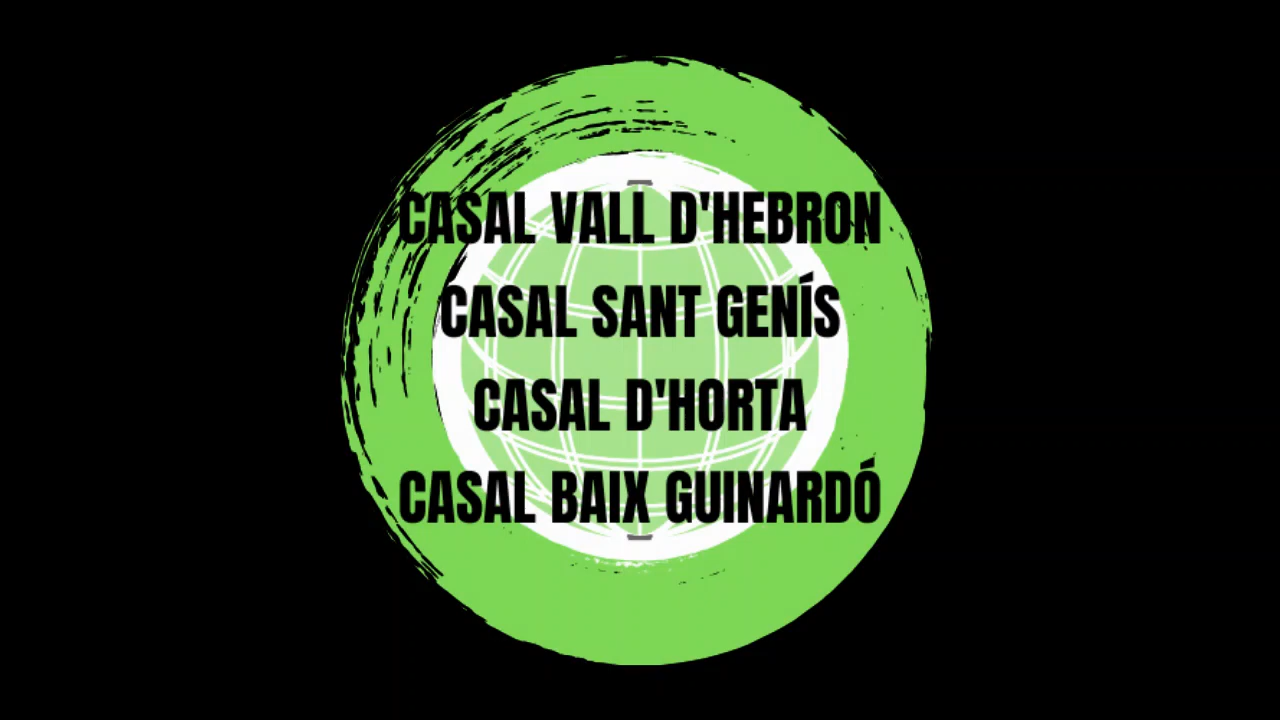 CASAL VALL D'HEBRON
CASAL SANT GENÍS
CASAL D'HORTA
CASAL BAIX GUINARDÓ